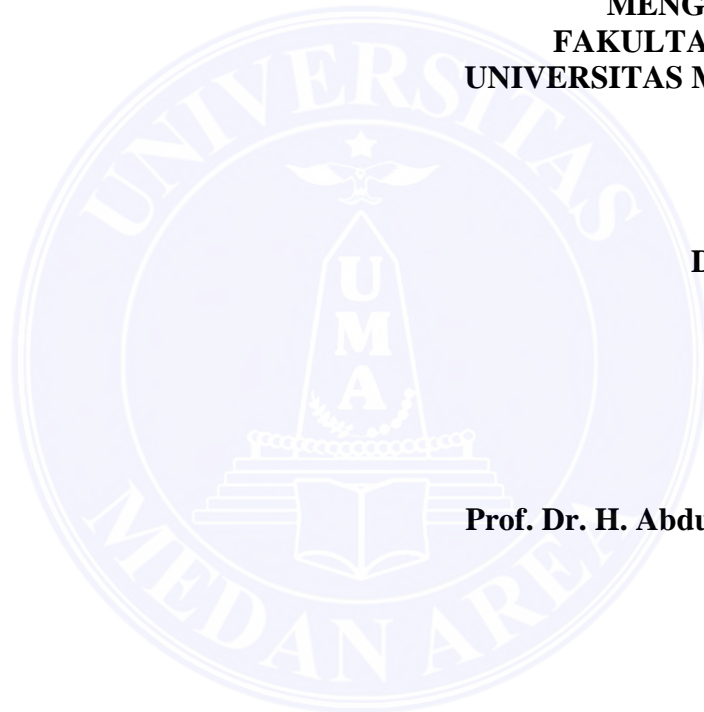 MENG
FAKULTA
UNIVERSITAS M
D
Prof. Dr. H. Abdu
UNIVERSITAS
UMA
MEDAN AREA